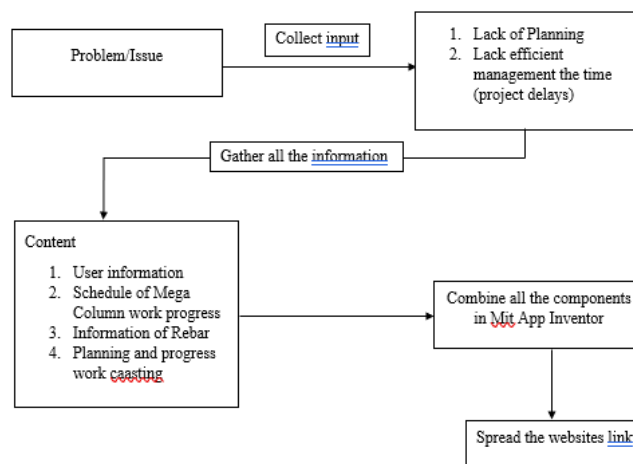 Problem/Issue
Collect input
1. Lack of Planning
2. Lack efficient
management the time
(project delays)
Gather all the information
Content
1. User information
2. Schedule of Mega
Column work progress
3. Information of Rebar
4. Planning and progress
work caasting
Combine all the components
in Mit App Inventor
Spread the websites link